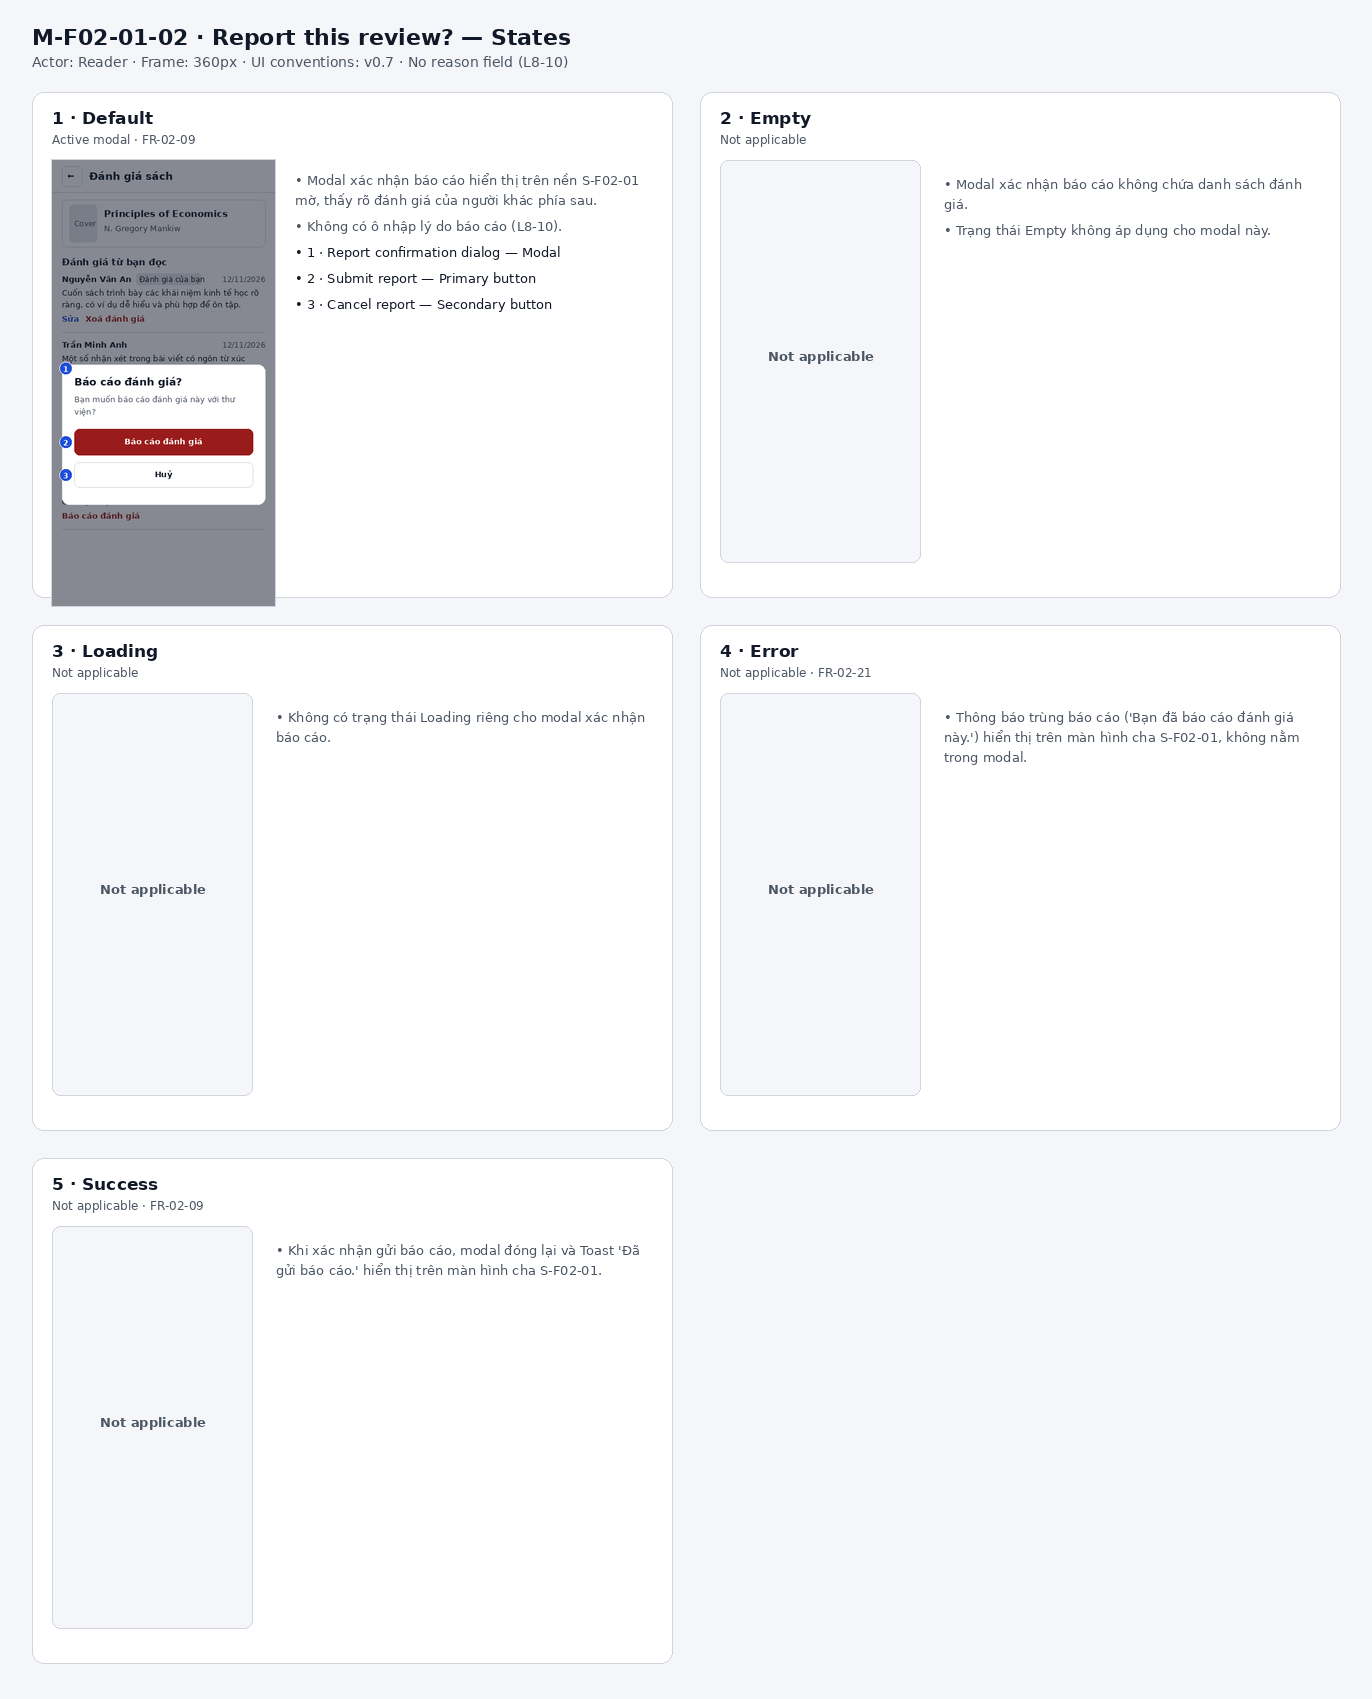 M-F02-01-02 · Report this review? — States
Actor: Reader · Frame: 360px · UI conventions: v0.7 · No reason field (L8-10)
1 · Default
Active modal · FR-02-09
←
Đánh giá sách
Cover
Principles of Economics
N. Gregory Mankiw
Đánh giá từ bạn đọc
Nguyễn Văn An Đánh giá của bạn 12/11/2026
Cuốn sách trình bày các khái niệm kinh tế học rõ
ràng, có ví dụ dễ hiểu và phù hợp để ôn tập.
Sửa Xoá đánh giá
Trần Minh Anh 12/11/2026
Một số nhận xét trong bài viết có ngôn từ xúc
1
Báo cáo đánh giá?
Bạn muốn báo cáo đánh giá này với thư
viện?
2
Báo cáo đánh giá
3
Huỷ
Báo cáo đánh giá
• Modal xác nhận báo cáo hiển thị trên nền S-F02-01
mờ, thấy rõ đánh giá của người khác phía sau.
• Không có ô nhập lý do báo cáo (L8-10).
• 1 · Report confirmation dialog — Modal
• 2 · Submit report — Primary button
• 3 · Cancel report — Secondary button
2 · Empty
Not applicable
Not applicable
• Modal xác nhận báo cáo không chứa danh sách đánh
giá.
• Trạng thái Empty không áp dụng cho modal này.
3 · Loading
Not applicable
Not applicable
• Không có trạng thái Loading riêng cho modal xác nhận
báo cáo.
4 · Error
Not applicable · FR-02-21
Not applicable
• Thông báo trùng báo cáo ('Bạn đã báo cáo đánh giá
này.') hiển thị trên màn hình cha S-F02-01, không nằm
trong modal.
5 · Success
Not applicable · FR-02-09
Not applicable
• Khi xác nhận gửi báo cáo, modal đóng lại và Toast 'Đã
gửi báo cáo.' hiển thị trên màn hình cha S-F02-01.